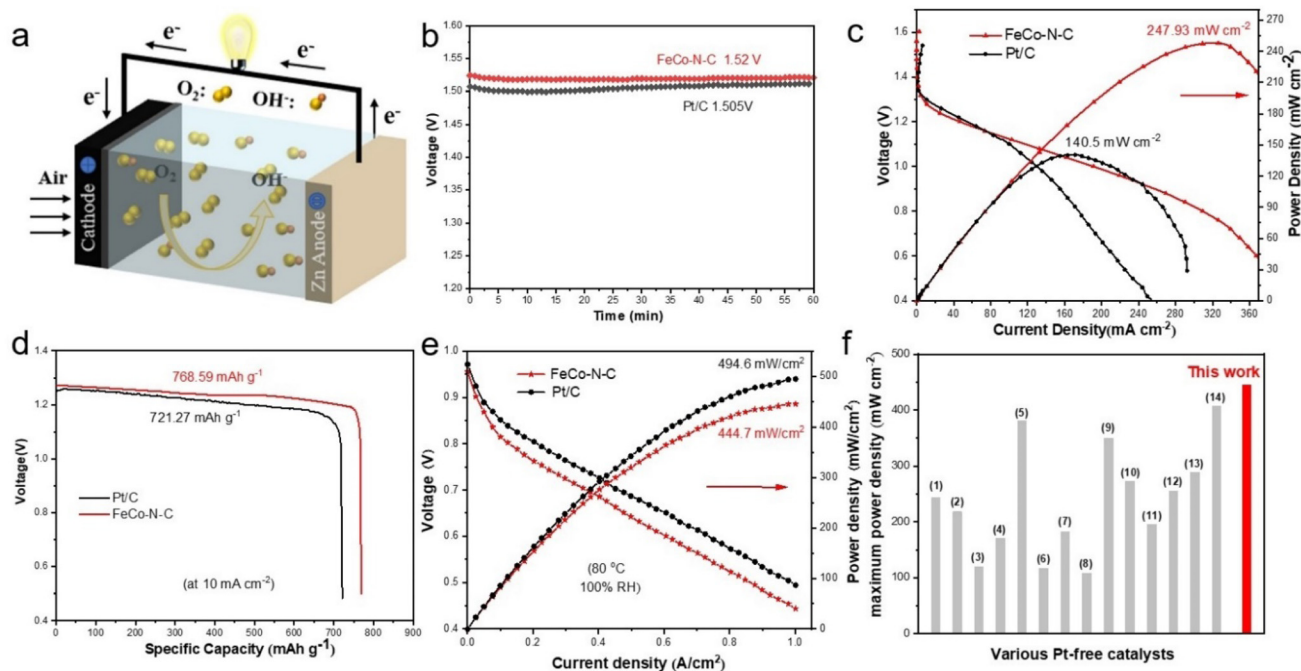 a
e-
e-
O₂:
OH-:
e-
e-
Air
Cathode
O₂
OH-
Zn Anode
b
1.60
1.55
1.50
1.45
1.40
1.35
1.30
1.25
1.20
Voltage (V)
FeCo-N-C 1.52 V
Pt/C 1.505V
0 5 10 15 20 25 30 35 40 45 50 55 60
Time (min)
c
1.6
1.4
1.2
1.0
0.8
0.6
0.4
Voltage (V)
FeCo-N-C
Pt/C
247.93 mW cm⁻²
140.5 mW cm⁻²
270
240
210
180
150
120
90
60
30
0
Power Density (mW cm⁻²)
0 40 80 120 160 200 240 280 320 360
Current Density(mA cm⁻²)
d
1.4
1.2
1.0
0.8
0.6
0.4
Voltage(V)
768.59 mAh g⁻¹
721.27 mAh g⁻¹
Pt/C
FeCo-N-C
(at 10 mA cm⁻²)
0 100 200 300 400 500 600 700 800 900
Specific Capacity (mAh g⁻¹)
e
1.0
0.9
0.8
0.7
0.6
0.5
0.4
Voltage (V)
FeCo-N-C
Pt/C
494.6 mW/cm²
444.7 mW/cm²
(80 °C
100% RH)
500
400
300
200
100
0
Power density (mW/cm²)
0.0 0.2 0.4 0.6 0.8 1.0
Current density (A/cm²)
f
500
400
300
200
100
0
maximum power density (mW cm⁻²)
(1)
(2)
(3)
(4)
(5)
(6)
(7)
(8)
(9)
(10)
(11)
(12)
(13)
(14)
This work
Various Pt-free catalysts